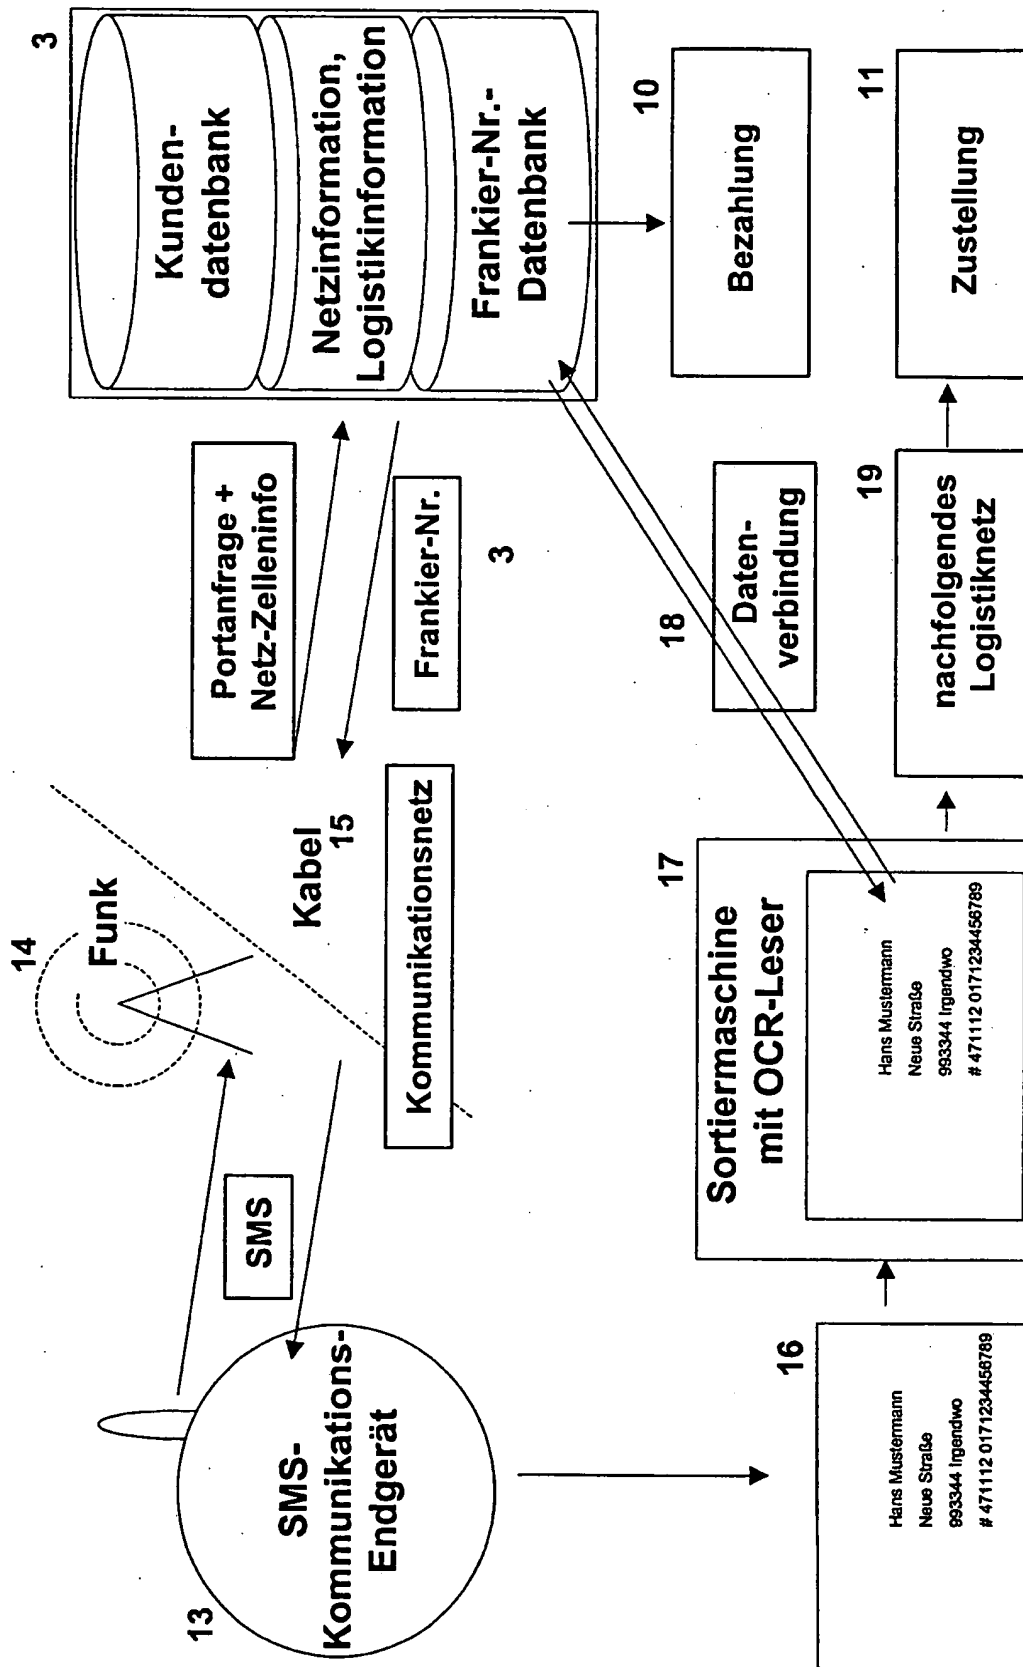 14
Funk
13
SMS-
Kommunikations-
Endgerät
SMS
Kabel
15
Kommunikationsnetz
Portanfrage +
Netz-Zelleninfo
Frankier-Nr.
3
3
Kunden-
datenbank
Netzinformation,
Logistikinformation
Frankier-Nr.-
Datenbank
16
Hans Mustermann
Neue Straße
993344 Irgendwo
# 471112 0171234456789
17
Sortiermaschine
mit OCR-Leser
Hans Mustermann
Neue Straße
993344 Irgendwo
# 471112 0171234456789
18
Daten-
verbindung
19
nachfolgendes
Logistiknetz
10
Bezahlung
11
Zustellung